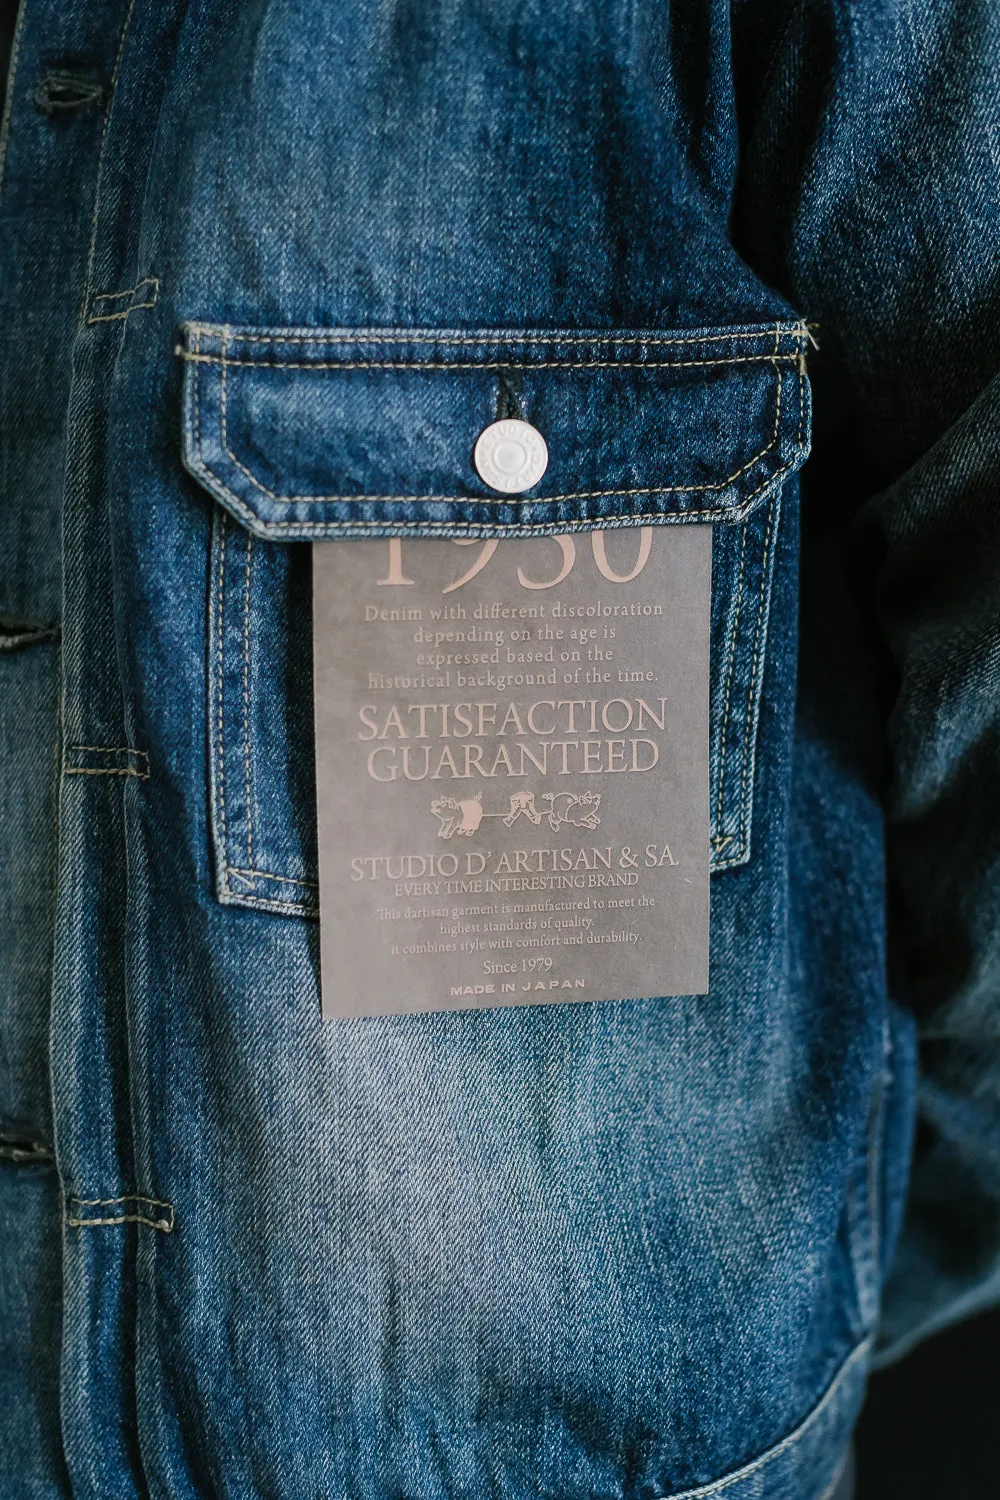 1930
Denim with different discoloration
depending on the age is
expressed based on the
historical background of the time.
SATISFACTION
GUARANTEED
STUDIO D'ARTISAN & SA.
EVERY TIME INTERESTING BRAND
This dartisan garment is manufactured to meet the
highest standards of quality.
it combines style with comfort and durability.
Since 1979
MADE IN JAPAN